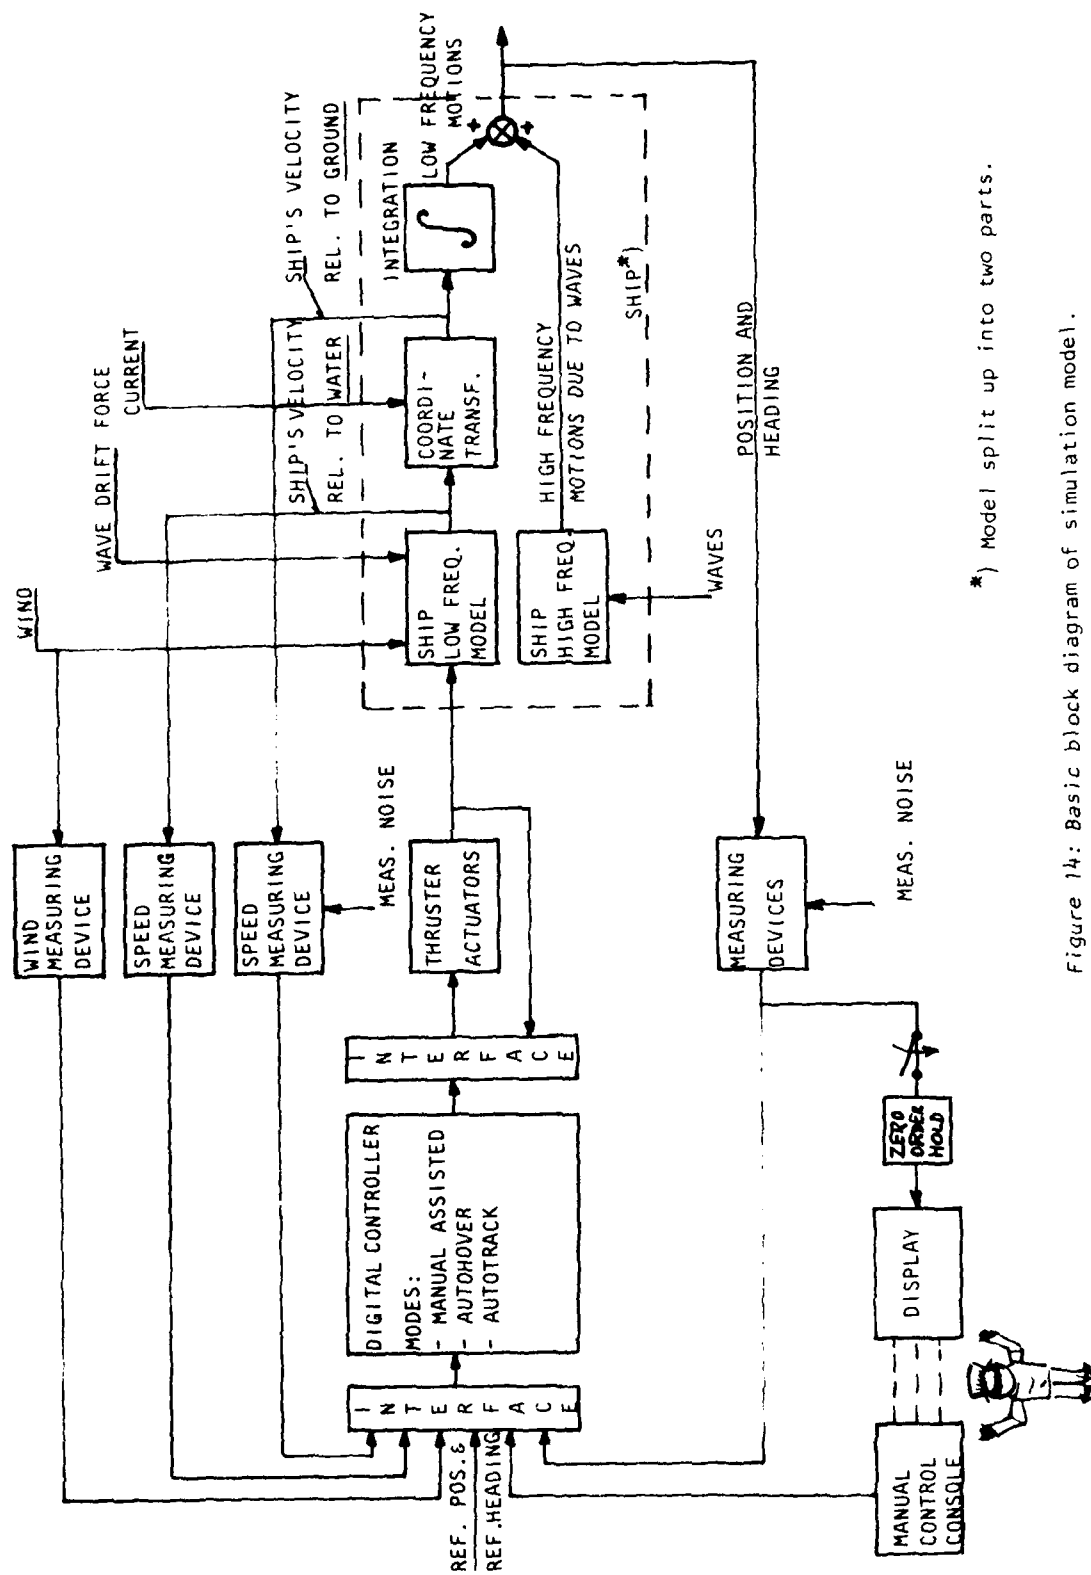 WIND
WAVE DRIFT FORCE
CURRENT
WIND
MEASURING
DEVICE
SPEED
MEASURING
DEVICE
SPEED
MEASURING
DEVICE
MEAS. NOISE
SHIP'S VELOCITY
REL. TO WATER
SHIP'S VELOCITY
REL. TO GROUND
REF. POS.&
REF.HEADING
INTERFACE
DIGITAL CONTROLLER
MODES:
- MANUAL ASSISTED
- AUTOHOVER
- AUTOTRACK
INTERFACE
THRUSTER
ACTUATORS
SHIP
LOW FREQ.
MODEL
COORDI-
NATE
TRANSF.
INTEGRATION
∫
LOW FREQUENCY
MOTIONS
+
+
SHIP
HIGH FREQ.
MODEL
HIGH FREQUENCY
MOTIONS DUE TO WAVES
SHIP*)
WAVES
POSITION AND
HEADING
MEASURING
DEVICES
MEAS. NOISE
MANUAL
CONTROL
CONSOLE
DISPLAY
ZERO
ORDER
HOLD
*) Model split up into two parts.
Figure 14: Basic block diagram of simulation model.